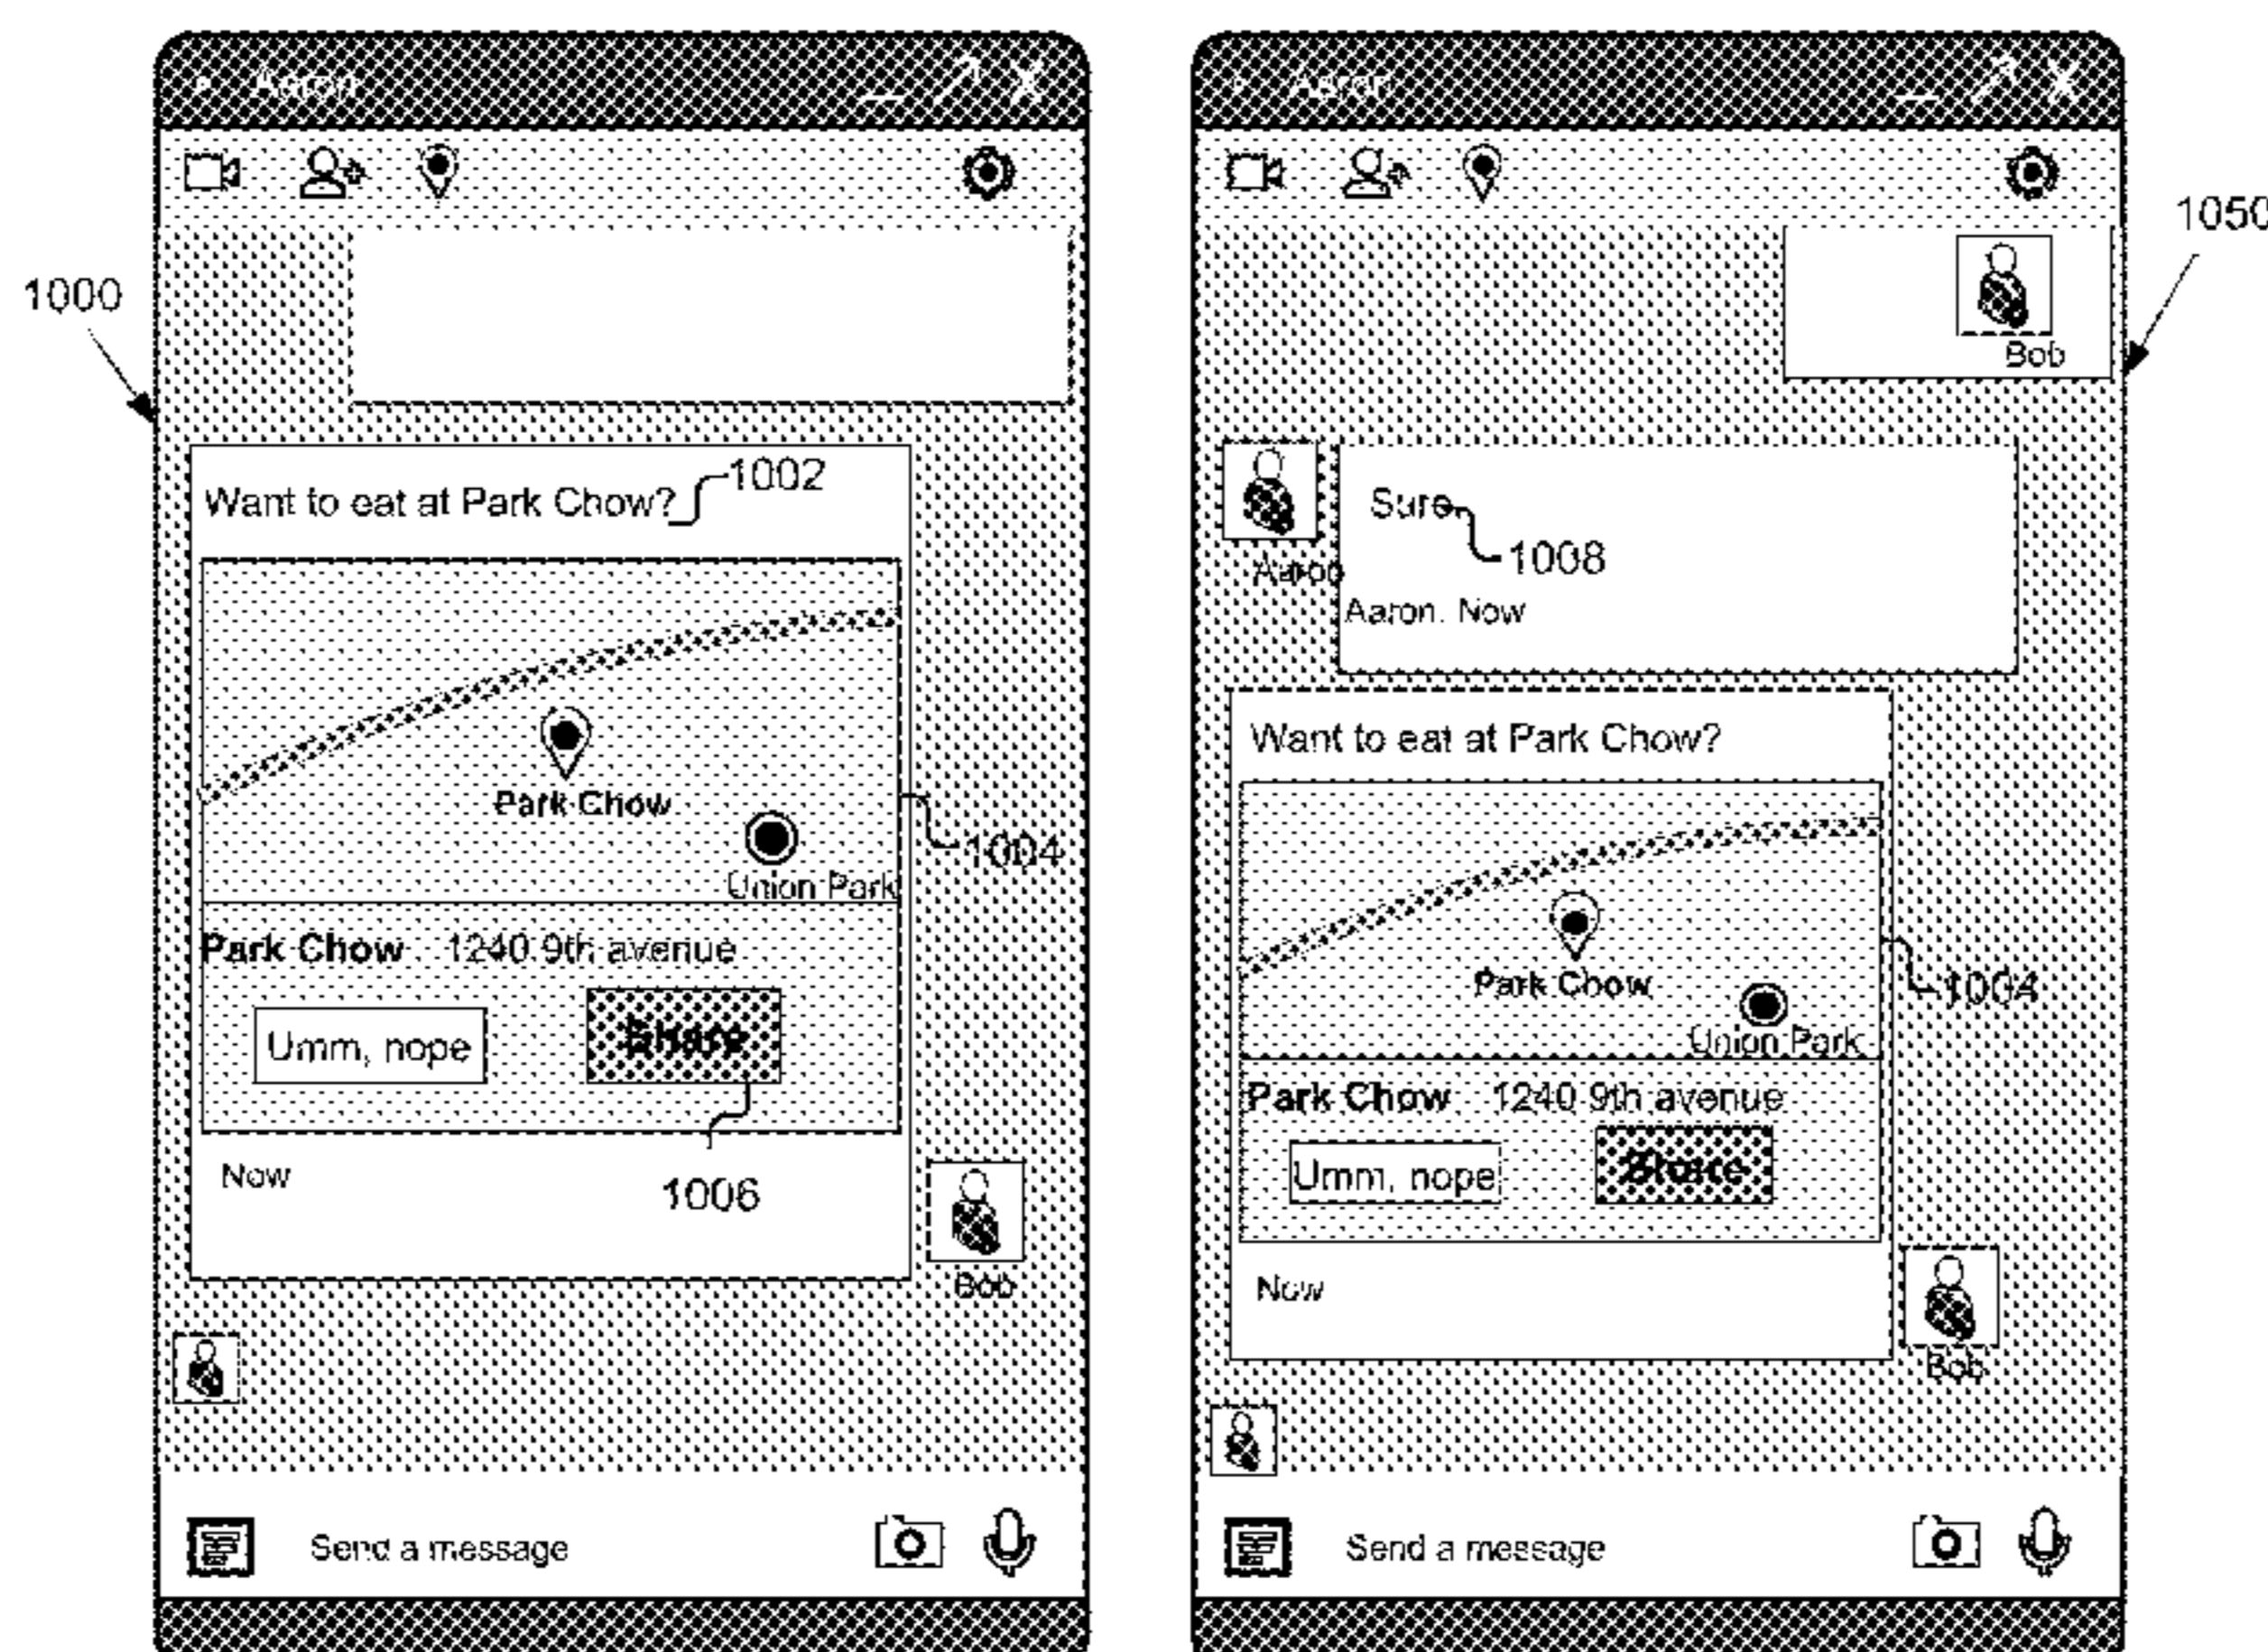 Aaron
1000
Want to eat at Park Chow?
1002
Park Chow
Union Park
1004
Park Chow 1240 9th avenue
Umm, nope
Share
1006
Now
Bob
Send a message
Aaron
1050
Bob
Sure.
1008
Aaron
Aaron. Now
Want to eat at Park Chow?
Park Chow
Union Park
1004
Park Chow 1240 9th avenue
Umm, nope
Share
Now
Bob
Send a message